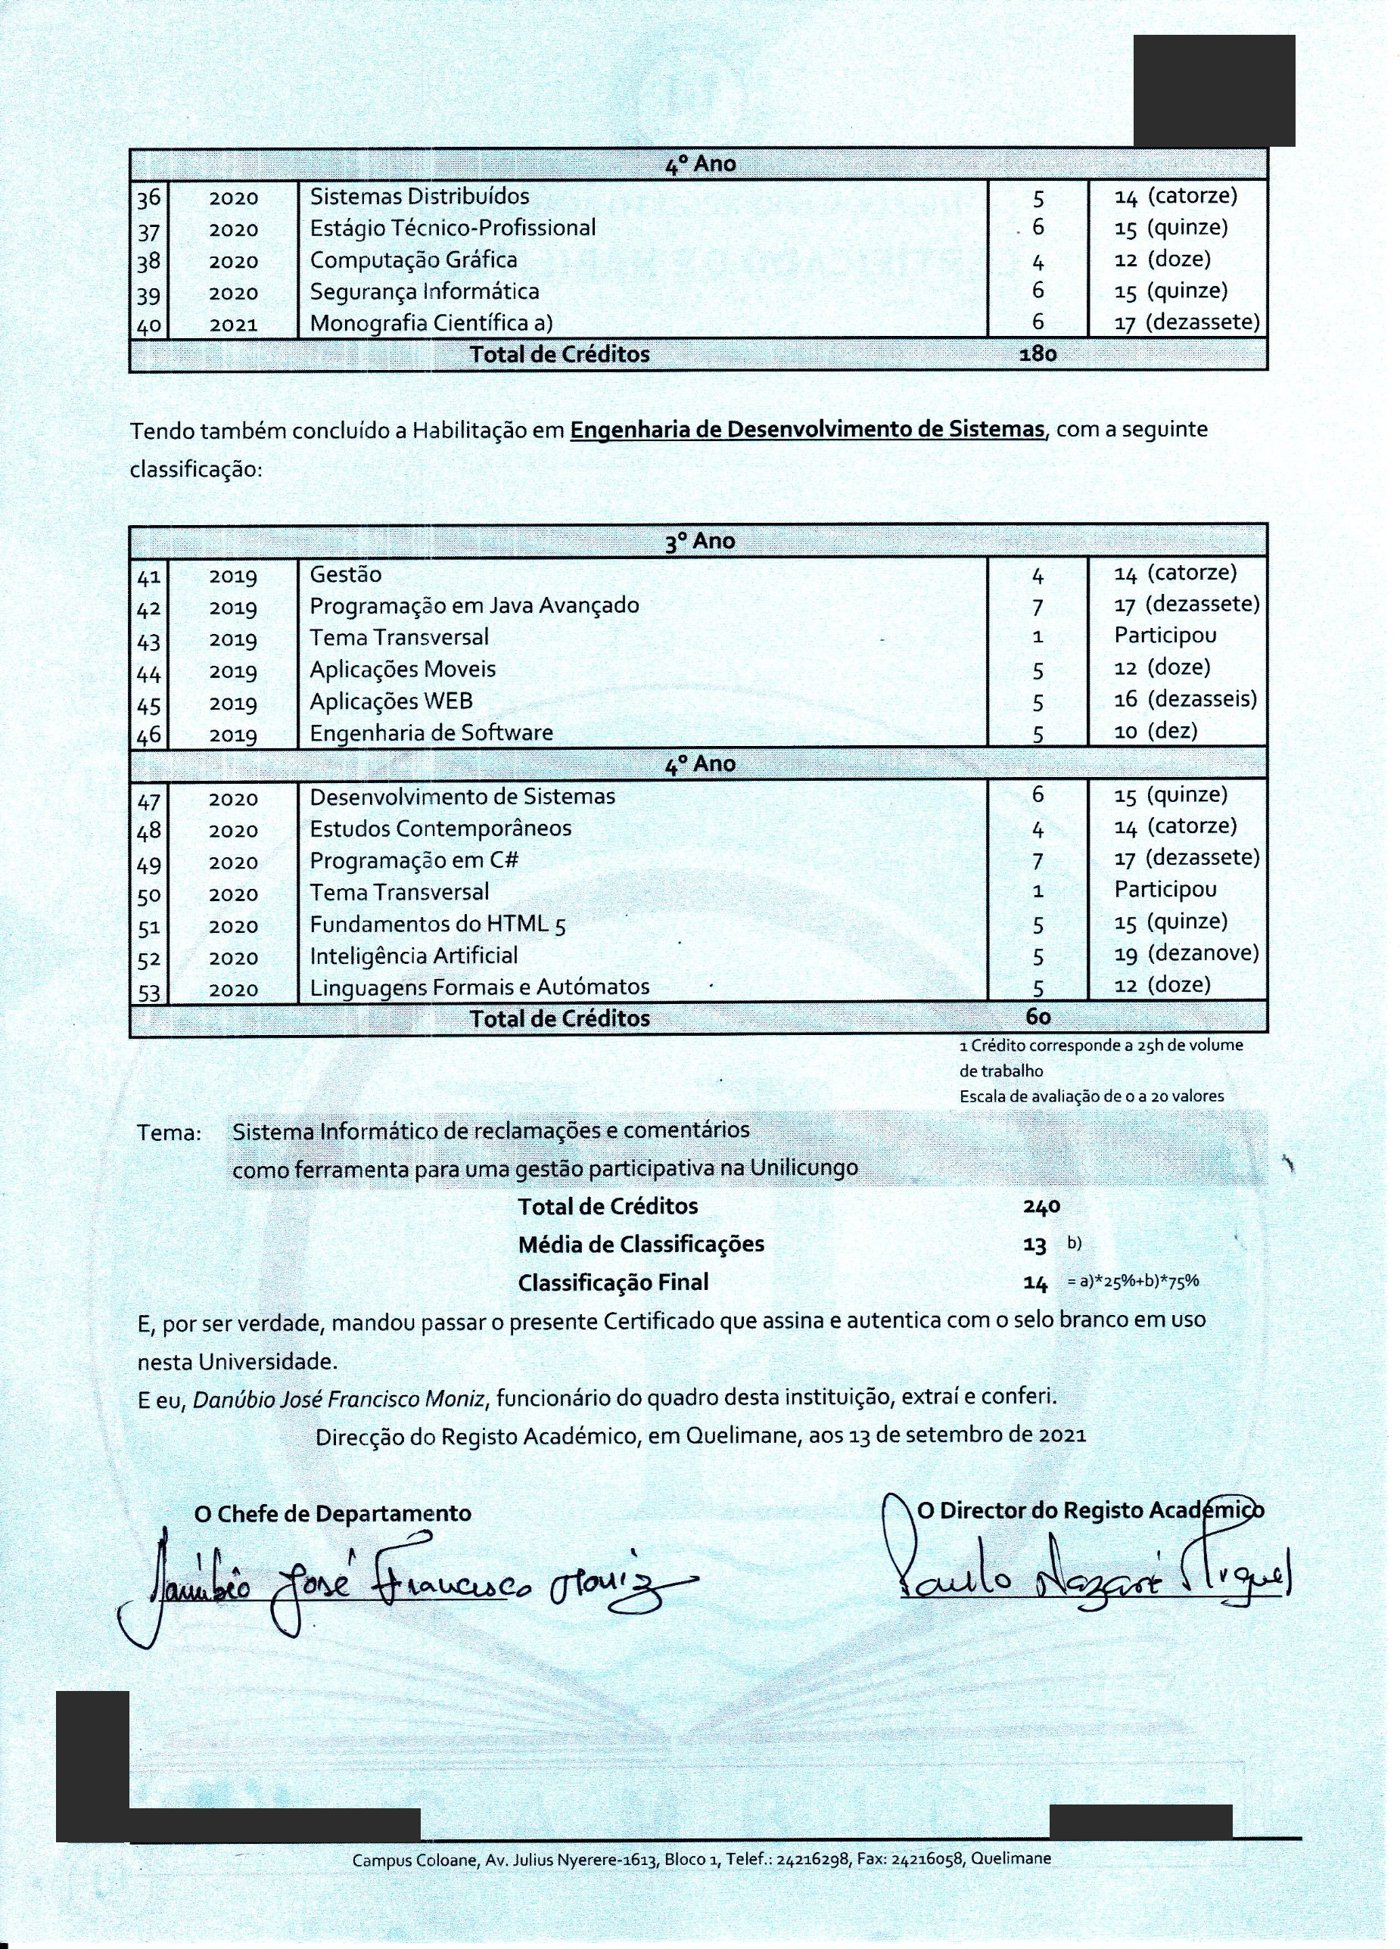 4º Ano
36 2020 Sistemas Distribuídos 5 14 (catorze)
37 2020 Estágio Técnico-Profissional 6 15 (quinze)
38 2020 Computação Gráfica 4 12 (doze)
39 2020 Segurança Informática 6 15 (quinze)
40 2021 Monografia Científica a) 6 17 (dezassete)
Total de Créditos 180
Tendo também concluído a Habilitação em Engenharia de Desenvolvimento de Sistemas, com a seguinte
classificação:
3º Ano
41 2019 Gestão 4 14 (catorze)
42 2019 Programação em Java Avançado 7 17 (dezassete)
43 2019 Tema Transversal 1 Participou
44 2019 Aplicações Moveis 5 12 (doze)
45 2019 Aplicações WEB 5 16 (dezasseis)
46 2019 Engenharia de Software 5 10 (dez)
4º Ano
47 2020 Desenvolvimento de Sistemas 6 15 (quinze)
48 2020 Estudos Contemporâneos 4 14 (catorze)
49 2020 Programação em C# 7 17 (dezassete)
50 2020 Tema Transversal 1 Participou
51 2020 Fundamentos do HTML 5 5 15 (quinze)
52 2020 Inteligência Artificial 5 19 (dezanove)
53 2020 Linguagens Formais e Autómatos 5 12 (doze)
Total de Créditos 60
1 Crédito corresponde a 25h de volume
de trabalho
Escala de avaliação de 0 a 20 valores
Tema: Sistema Informático de reclamações e comentários
como ferramenta para uma gestão participativa na Unilicungo
Total de Créditos 240
Média de Classificações 13 b)
Classificação Final 14 = a)*25%+b)*75%
E, por ser verdade, mandou passar o presente Certificado que assina e autentica com o selo branco em uso
nesta Universidade.
E eu, Danúbio José Francisco Moniz, funcionário do quadro desta instituição, extraí e conferi.
Direcção do Registo Académico, em Quelimane, aos 13 de setembro de 2021
O Chefe de Departamento O Director do Registo Académico
Danúbio José Francisco Moniz Paulo Nazaré Miguel
Campus Coloane, Av. Julius Nyerere-1613, Bloco 1, Telef.: 24216298, Fax: 24216058, Quelimane